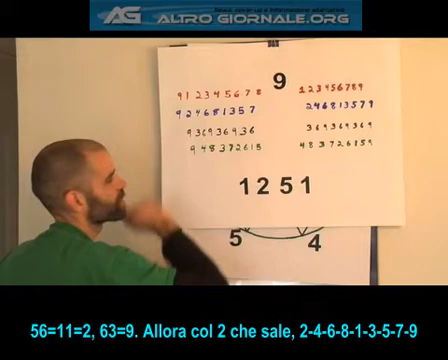 AG ALTRO GIORNALE.ORG
9
9 1 2 3 4 5 6 7 8
1 2 3 4 5 6 7 8 9
9 2 4 6 8 1 3 5 7
2 4 6 8 1 3 5 7 9
9 3 6 9 3 6 9 3 6
3 6 9 3 6 9 3 6 9
9 4 8 3 7 2 6 1 5
4 8 3 7 2 6 1 5 9
1 2 5 1
5 4
56=11=2, 63=9. Allora col 2 che sale, 2-4-6-8-1-3-5-7-9